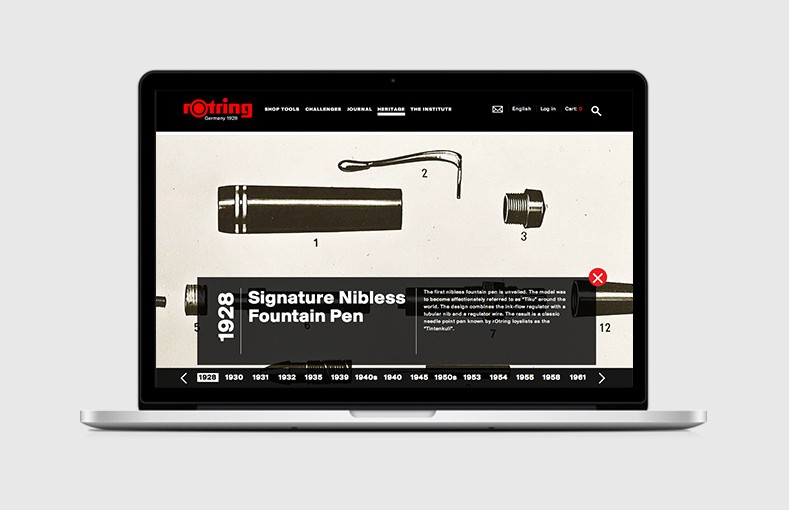 rOtring
Germany 1928
SHOP TOOLS CHALLENGES JOURNAL HERITAGE THE INSTITUTE
English Log in Cart: 0
2
1
3
1928
Signature Nibless
Fountain Pen
The first nibless fountain pen is unveiled. The model was
to become affectionately referred to as "Tiku" around the
world. The design combines the ink-flow regulator with a
tubular nib and a regulator wire. The result is a classic
needle point pen known by rOtring loyalists as the
"Tintenkuli".
5
6
7
12
1928 1930 1931 1932 1935 1939 1940s 1940 1945 1950s 1953 1954 1955 1958 1961